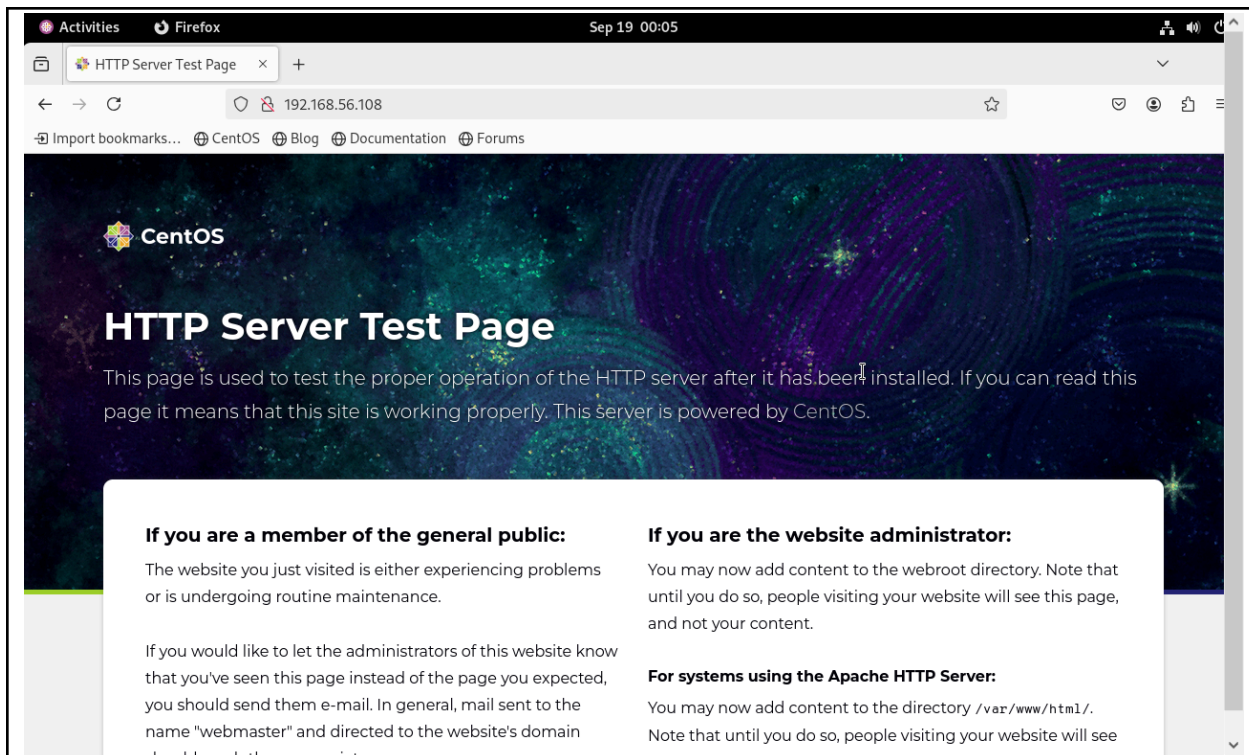 Activities Firefox Sep 19 00:05
HTTP Server Test Page
192.168.56.108
Import bookmarks... CentOS Blog Documentation Forums
CentOS
HTTP Server Test Page
This page is used to test the proper operation of the HTTP server after it has been installed. If you can read this
page it means that this site is working properly. This server is powered by CentOS.
If you are a member of the general public:
The website you just visited is either experiencing problems
or is undergoing routine maintenance.
If you would like to let the administrators of this website know
that you've seen this page instead of the page you expected,
you should send them e-mail. In general, mail sent to the
name "webmaster" and directed to the website's domain
If you are the website administrator:
You may now add content to the webroot directory. Note that
until you do so, people visiting your website will see this page,
and not your content.
For systems using the Apache HTTP Server:
You may now add content to the directory /var/www/html/.
Note that until you do so, people visiting your website will see